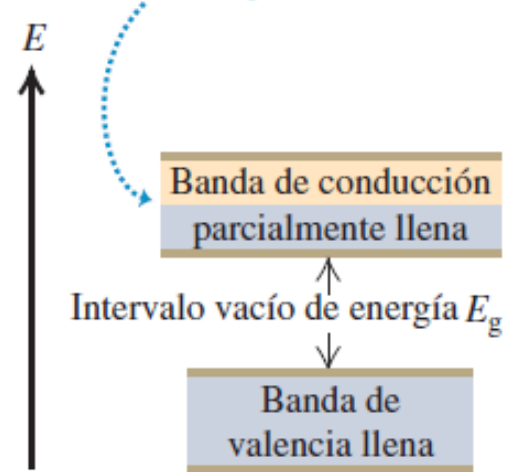 E
Banda de conducción
parcialmente llena
Intervalo vacío de energía Eg
Banda de
valencia llena